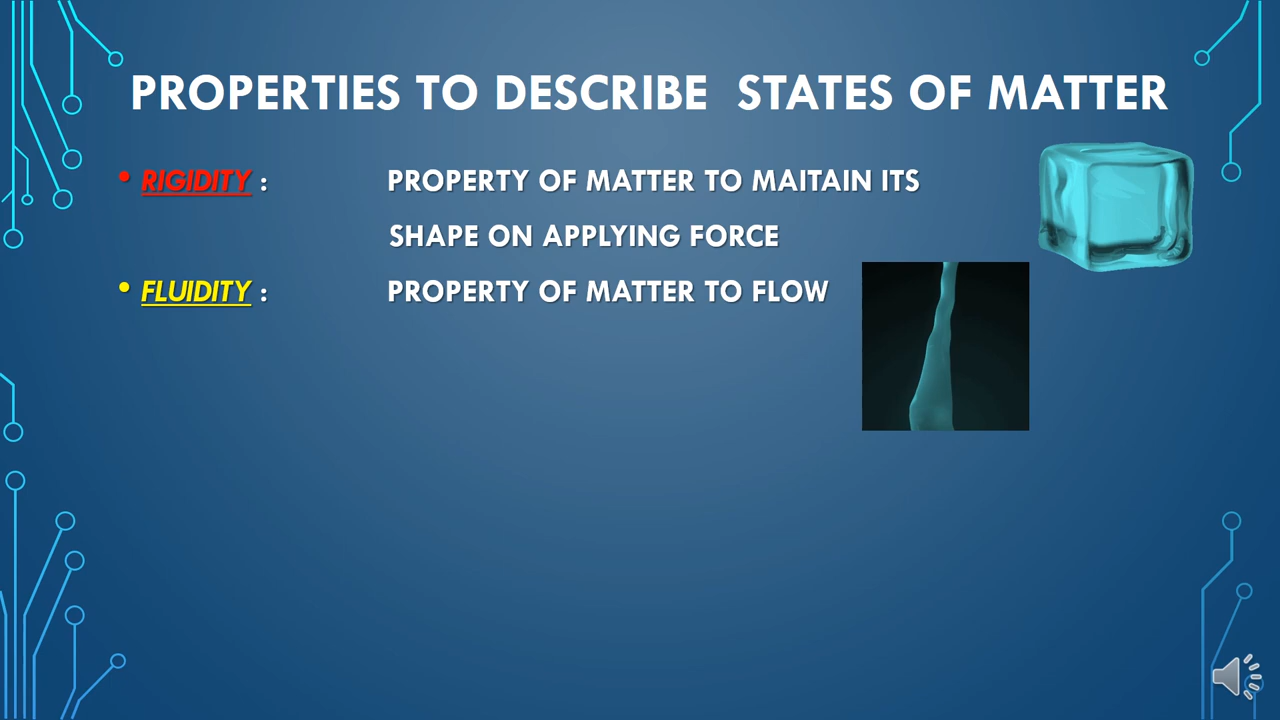 PROPERTIES TO DESCRIBE STATES OF MATTER
• RIGIDITY : PROPERTY OF MATTER TO MAITAIN ITS
SHAPE ON APPLYING FORCE
• FLUIDITY : PROPERTY OF MATTER TO FLOW